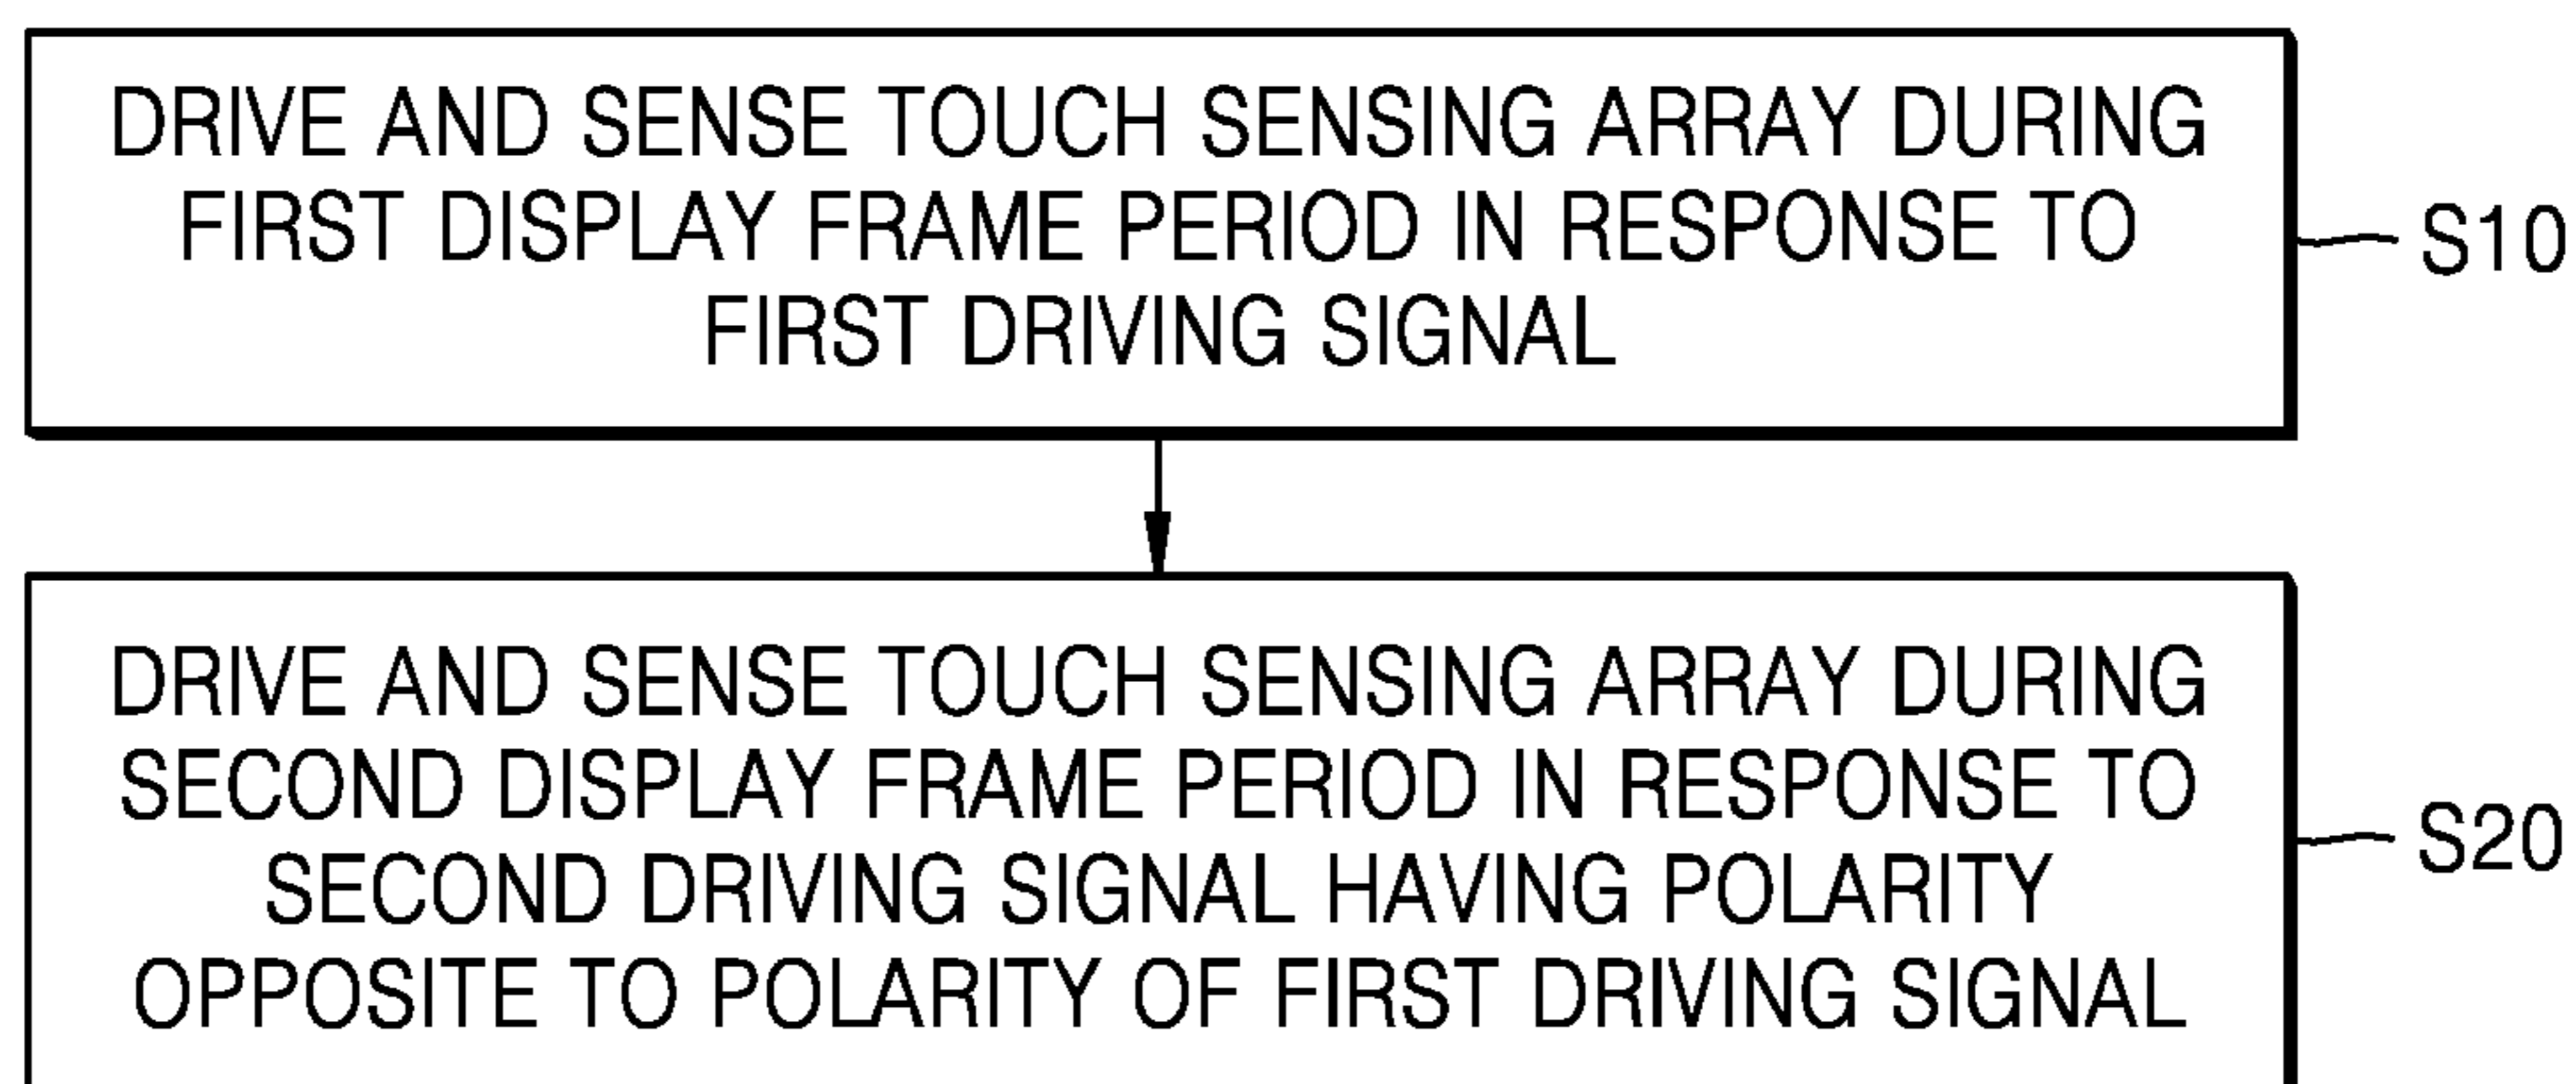 DRIVE AND SENSE TOUCH SENSING ARRAY DURING
FIRST DISPLAY FRAME PERIOD IN RESPONSE TO
FIRST DRIVING SIGNAL
S10
DRIVE AND SENSE TOUCH SENSING ARRAY DURING
SECOND DISPLAY FRAME PERIOD IN RESPONSE TO
SECOND DRIVING SIGNAL HAVING POLARITY
OPPOSITE TO POLARITY OF FIRST DRIVING SIGNAL
S20